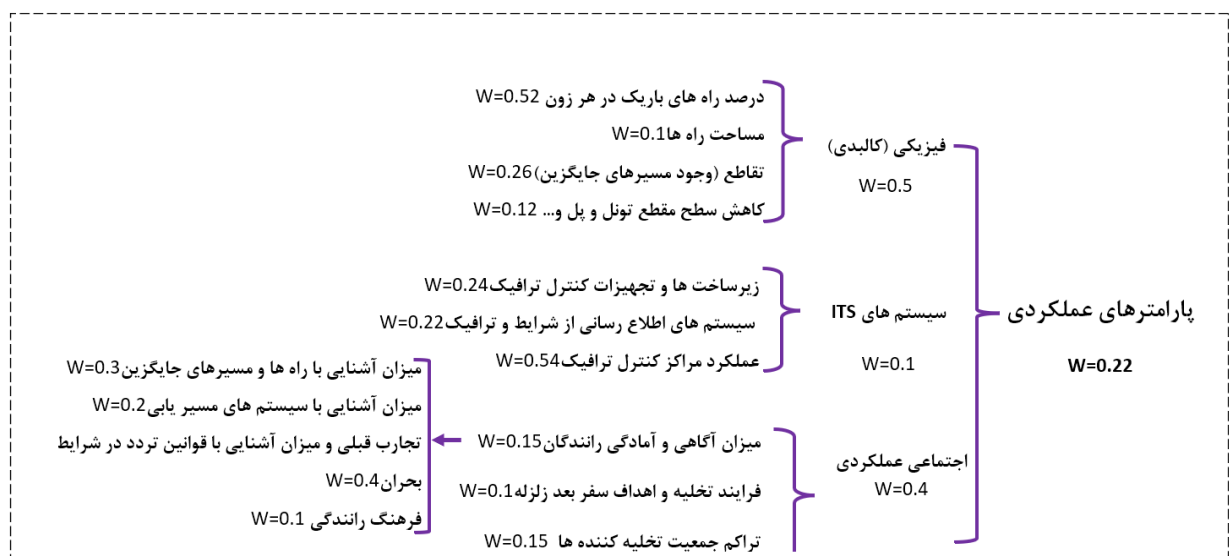 پارامترهای عملکردی
W=0.22
فیزیکی (کالبدی)
W=0.5
درصد راه های باریک در هر زون W=0.52
مساحت راه ها W=0.1
تقاطع (وجود مسیرهای جایگزین) W=0.26
کاهش سطح مقطع تونل و پل و... W=0.12
سیستم های ITS
W=0.1
زیرساخت ها و تجهیزات کنترل ترافیک W=0.24
سیستم های اطلاع رسانی از شرایط و ترافیک W=0.22
عملکرد مراکز کنترل ترافیک W=0.54
اجتماعی عملکردی
W=0.4
میزان آگاهی و آمادگی رانندگان W=0.15
فرایند تخلیه و اهداف سفر بعد زلزله W=0.1
تراکم جمعیت تخلیه کننده ها W=0.15
میزان آشنایی با راه ها و مسیرهای جایگزین W=0.3
میزان آشنایی با سیستم های مسیر یابی W=0.2
تجارب قبلی و میزان آشنایی با قوانین تردد در شرایط
بحران W=0.4
فرهنگ رانندگی W=0.1